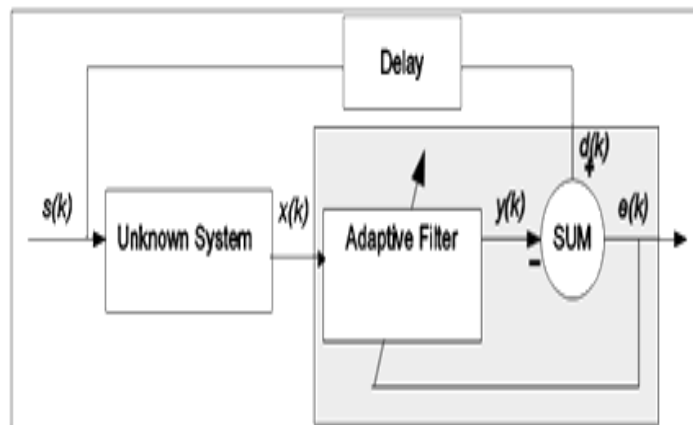 Delay
d(k)
+
s(k)
x(k)
y(k)
e(k)
Unknown System
Adaptive Filter
SUM
-